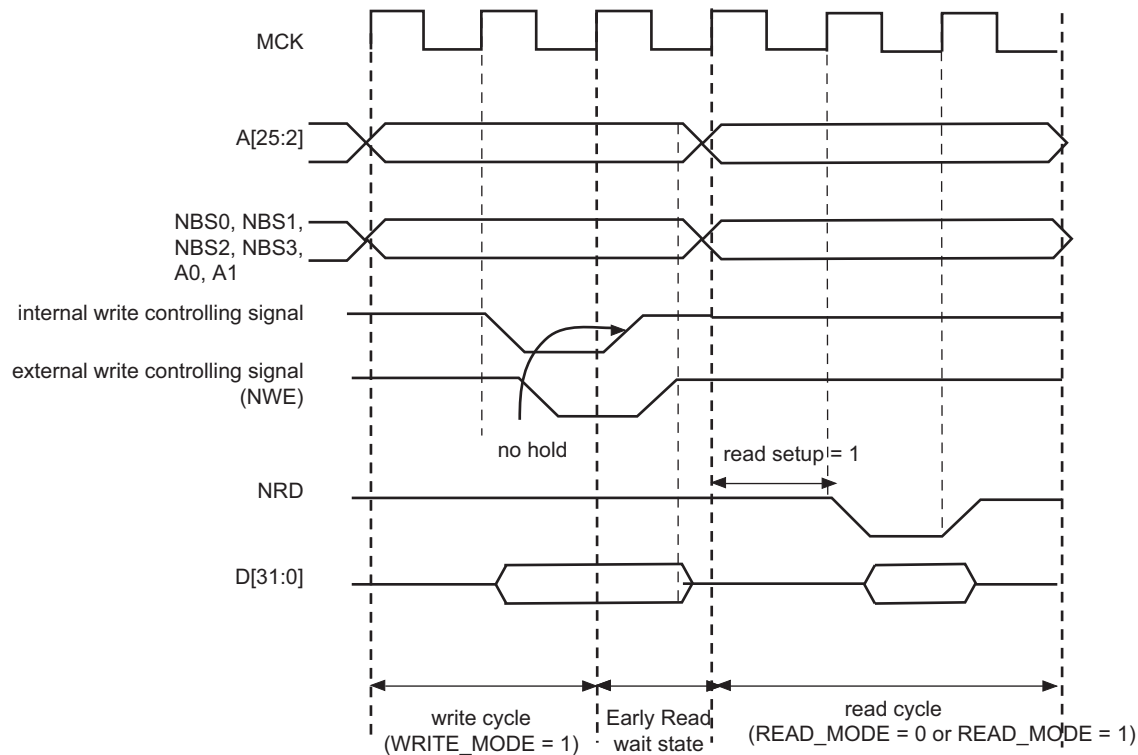 MCK
A[25:2]
NBS0, NBS1,
NBS2, NBS3,
A0, A1
internal write controlling signal
external write controlling signal
(NWE)
no hold
read setup = 1
NRD
D[31:0]
write cycle
(WRITE_MODE = 1)
Early Read
wait state
read cycle
(READ_MODE = 0 or READ_MODE = 1)